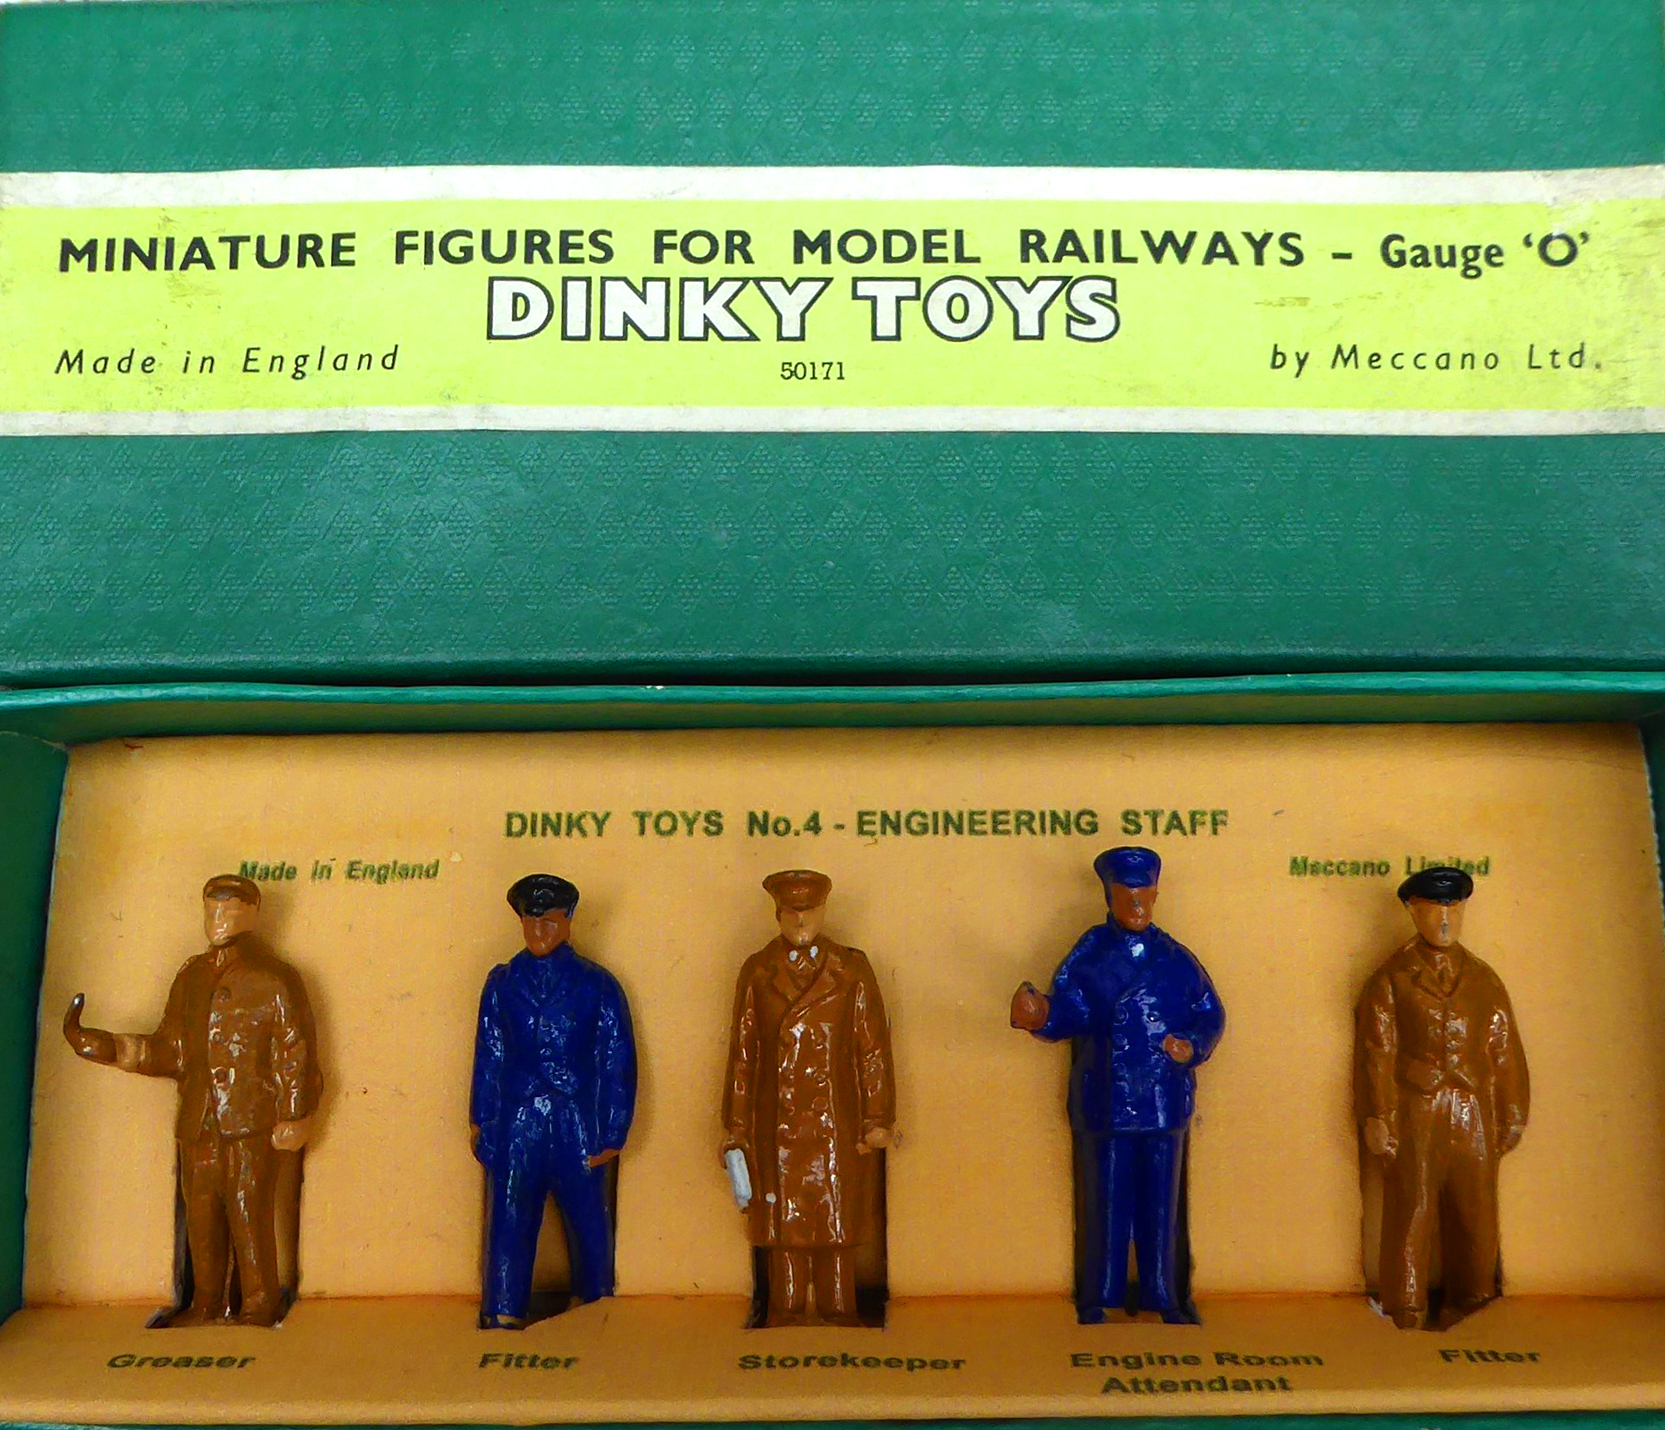 MINIATURE FIGURES FOR MODEL RAILWAYS – Gauge ‘O’
DINKY TOYS
Made in England
50171
by Meccano Ltd.
DINKY TOYS No.4 - ENGINEERING STAFF
Made in England
Meccano Limited
Greaser
Fitter
Storekeeper
Engine Room
Attendant
Fitter